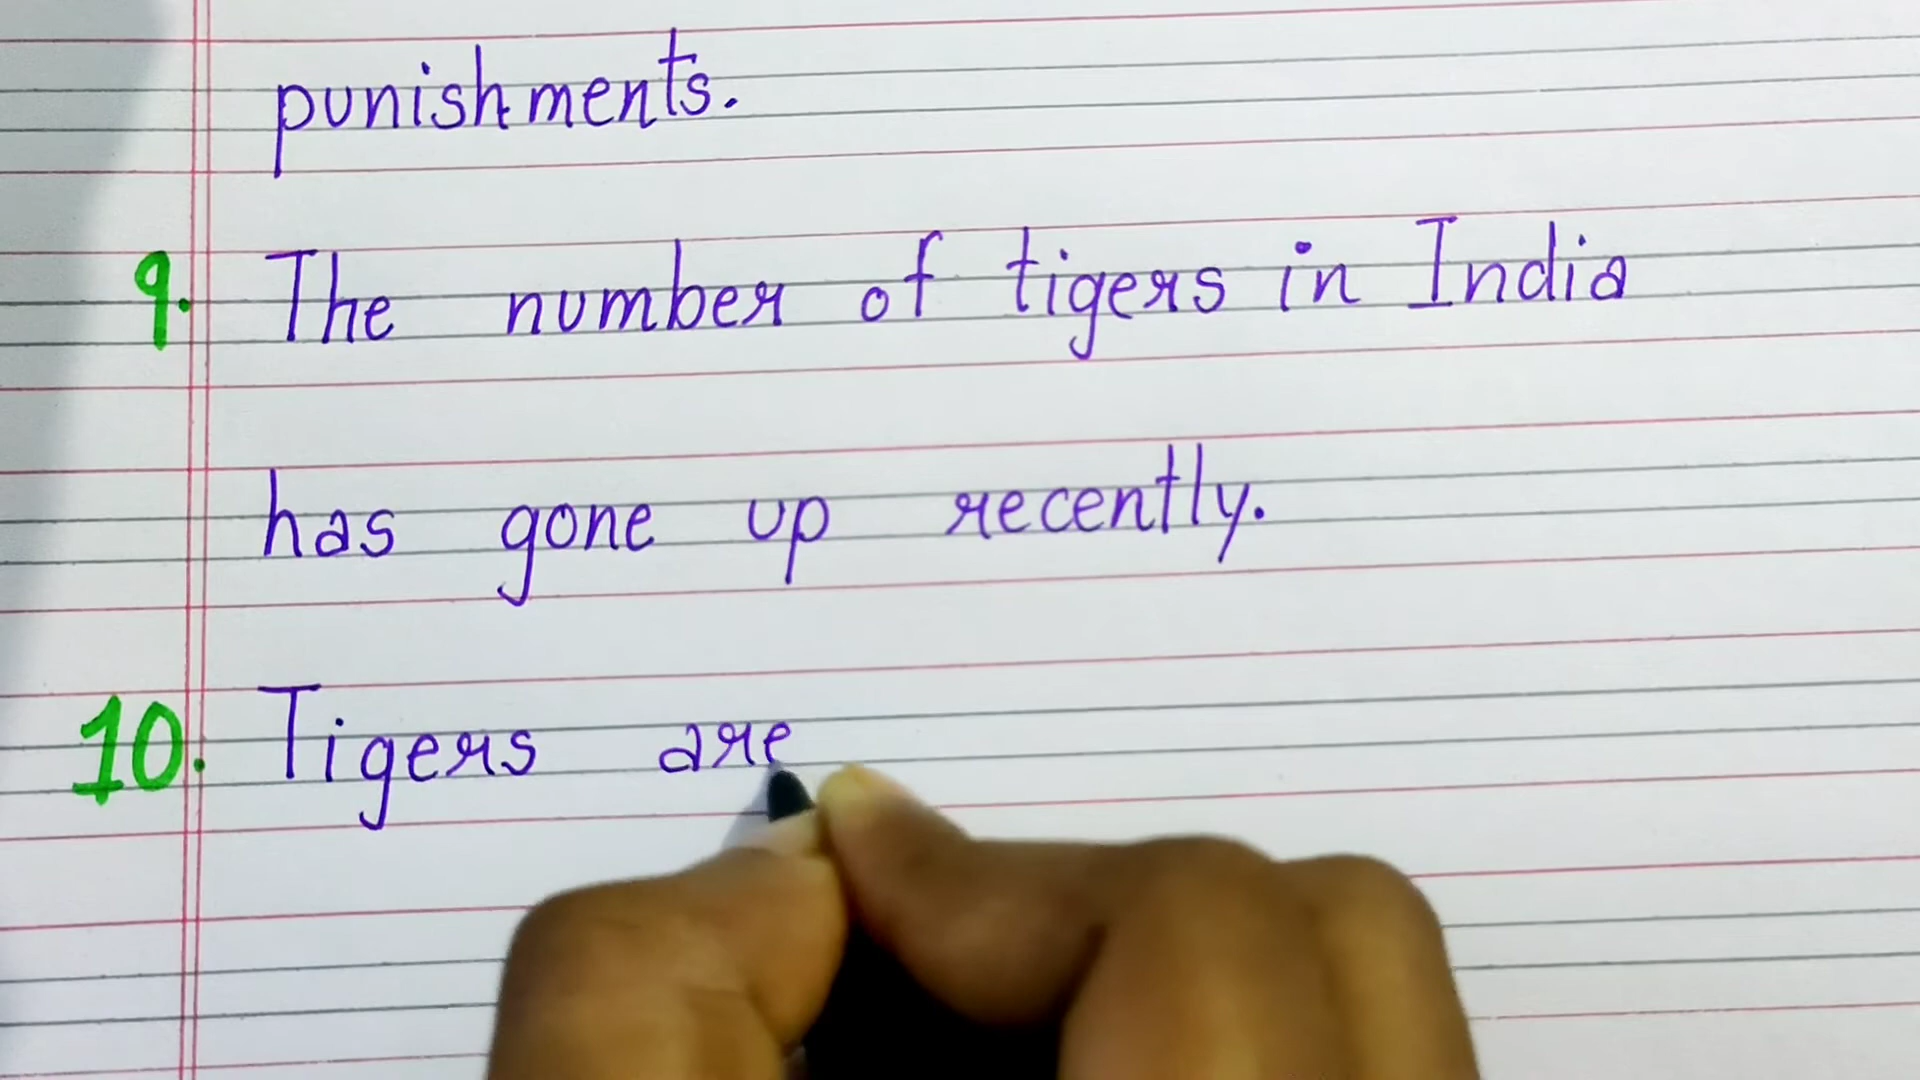 punishments.
9. The number of tigers in India
has gone up recently.
10. Tigers are